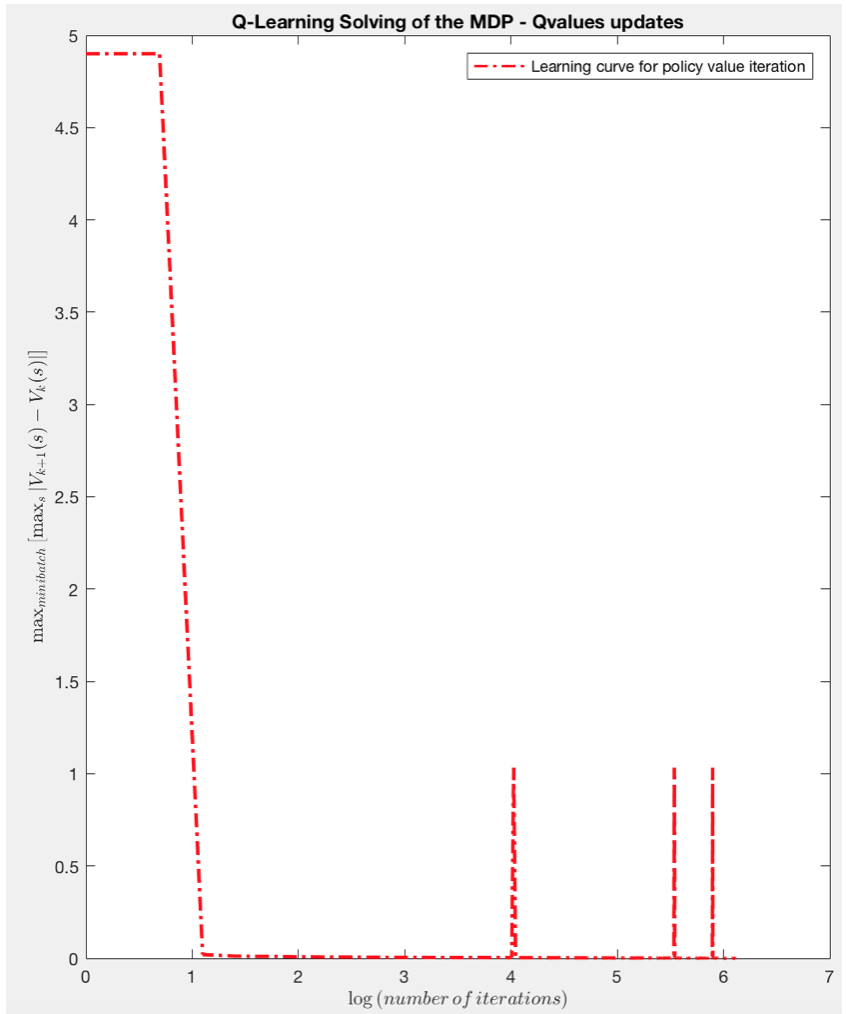 Q-Learning Solving of the MDP - Qvalues updates
Learning curve for policy value iteration
max_{minibatch} [max_s |V_{k+1}(s) − V_k(s)|]
5
4.5
4
3.5
3
2.5
2
1.5
1
0.5
0
0 1 2 3 4 5 6 7
log (number of iterations)